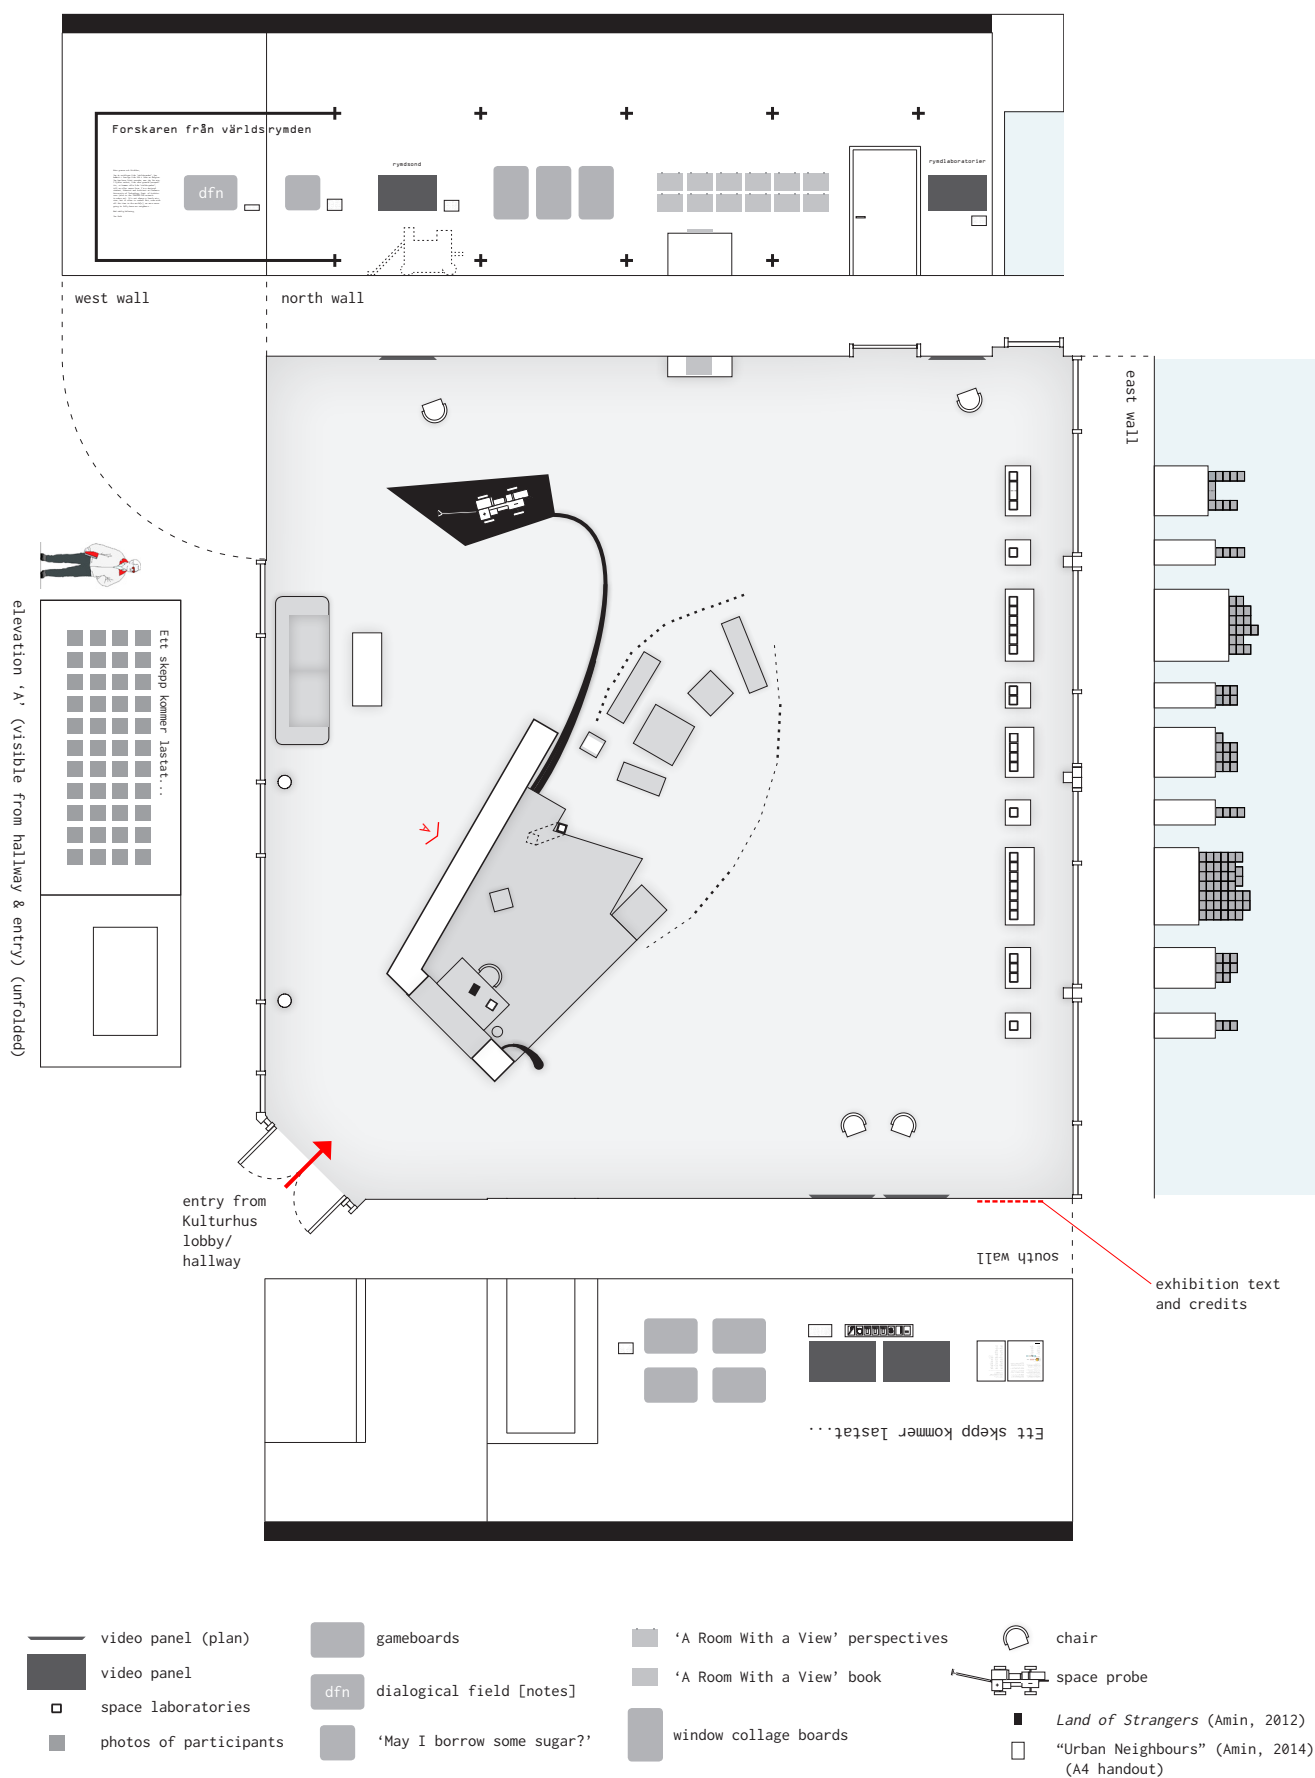 Forskaren från världsrymden
rymdsond
rymdlaboratorier
dfn
west wall
north wall
east wall
elevation ‘A’ (visible from hallway & entry) (unfolded)
Ett skepp kommer lastat...
A
entry from
Kulturhus
lobby/
hallway
south wall
exhibition text
and credits
Ett skepp kommer lastat...
video panel (plan)
video panel
space laboratories
photos of participants
gameboards
dfn
dialogical field [notes]
‘May I borrow some sugar?’
‘A Room With a View’ perspectives
‘A Room With a View’ book
window collage boards
chair
space probe
Land of Strangers (Amin, 2012)
“Urban Neighbours” (Amin, 2014)
(A4 handout)